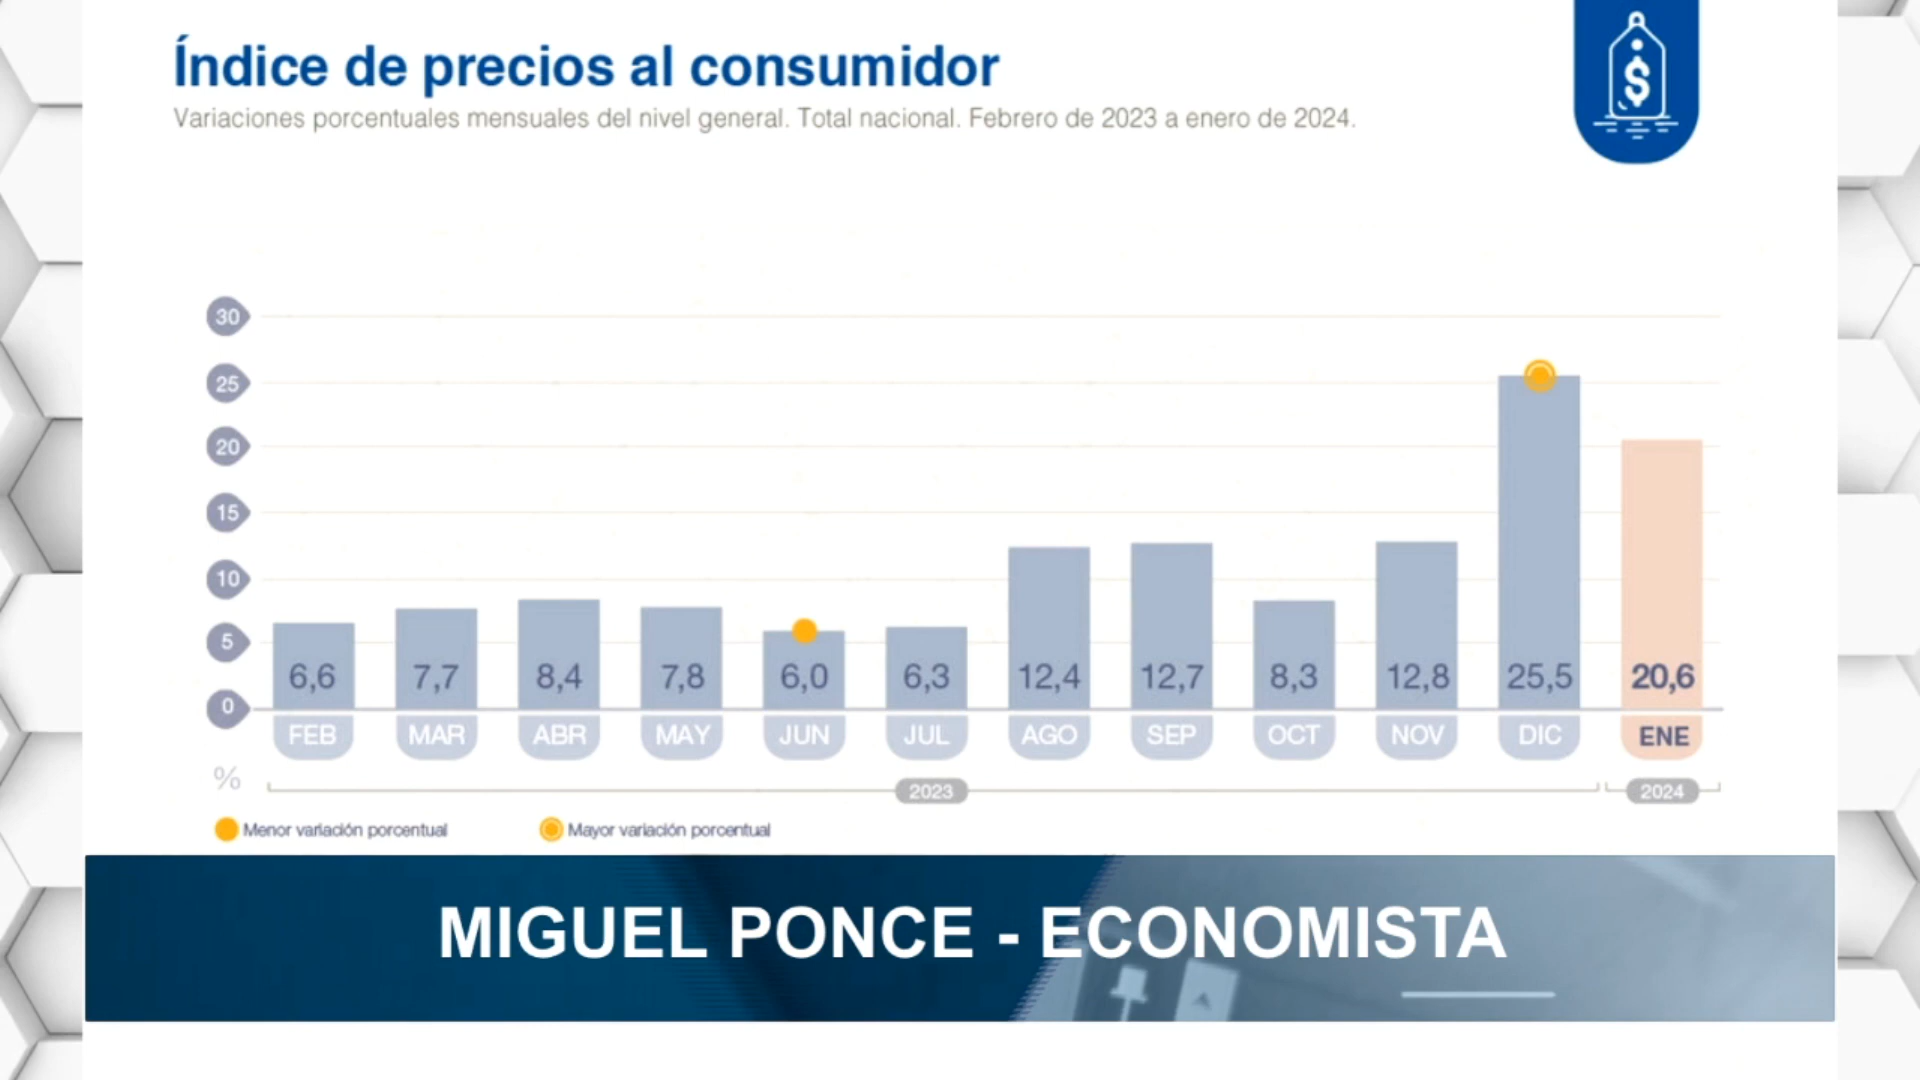 Índice de precios al consumidor
Variaciones porcentuales mensuales del nivel general. Total nacional. Febrero de 2023 a enero de 2024.
$
30
25
20
15
10
5
0
6,6 7,7 8,4 7,8 6,0 6,3 12,4 12,7 8,3 12,8 25,5 20,6
FEB MAR ABR MAY JUN JUL AGO SEP OCT NOV DIC ENE
%
2023 2024
Menor variación porcentual Mayor variación porcentual
MIGUEL PONCE - ECONOMISTA